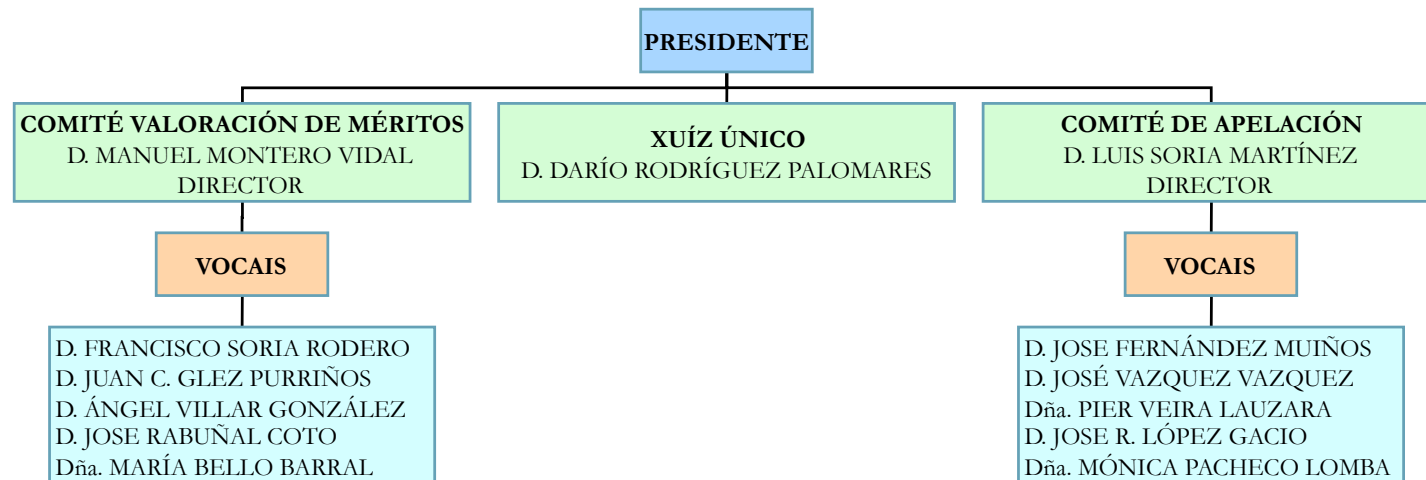 PRESIDENTE
COMITÉ VALORACIÓN DE MÉRITOS
D. MANUEL MONTERO VIDAL
DIRECTOR
XUÍZ ÚNICO
D. DARÍO RODRÍGUEZ PALOMARES
COMITÉ DE APELACIÓN
D. LUIS SORIA MARTÍNEZ
DIRECTOR
VOCAIS
D. FRANCISCO SORIA RODERO
D. JUAN C. GLEZ PURRIÑOS
D. ÁNGEL VILLAR GONZÁLEZ
D. JOSE RABUÑAL COTO
Dña. MARÍA BELLO BARRAL
VOCAIS
D. JOSE FERNÁNDEZ MUIÑOS
D. JOSÉ VAZQUEZ VAZQUEZ
Dña. PIER VEIRA LAUZARA
D. JOSE R. LÓPEZ GACIO
Dña. MÓNICA PACHECO LOMBA